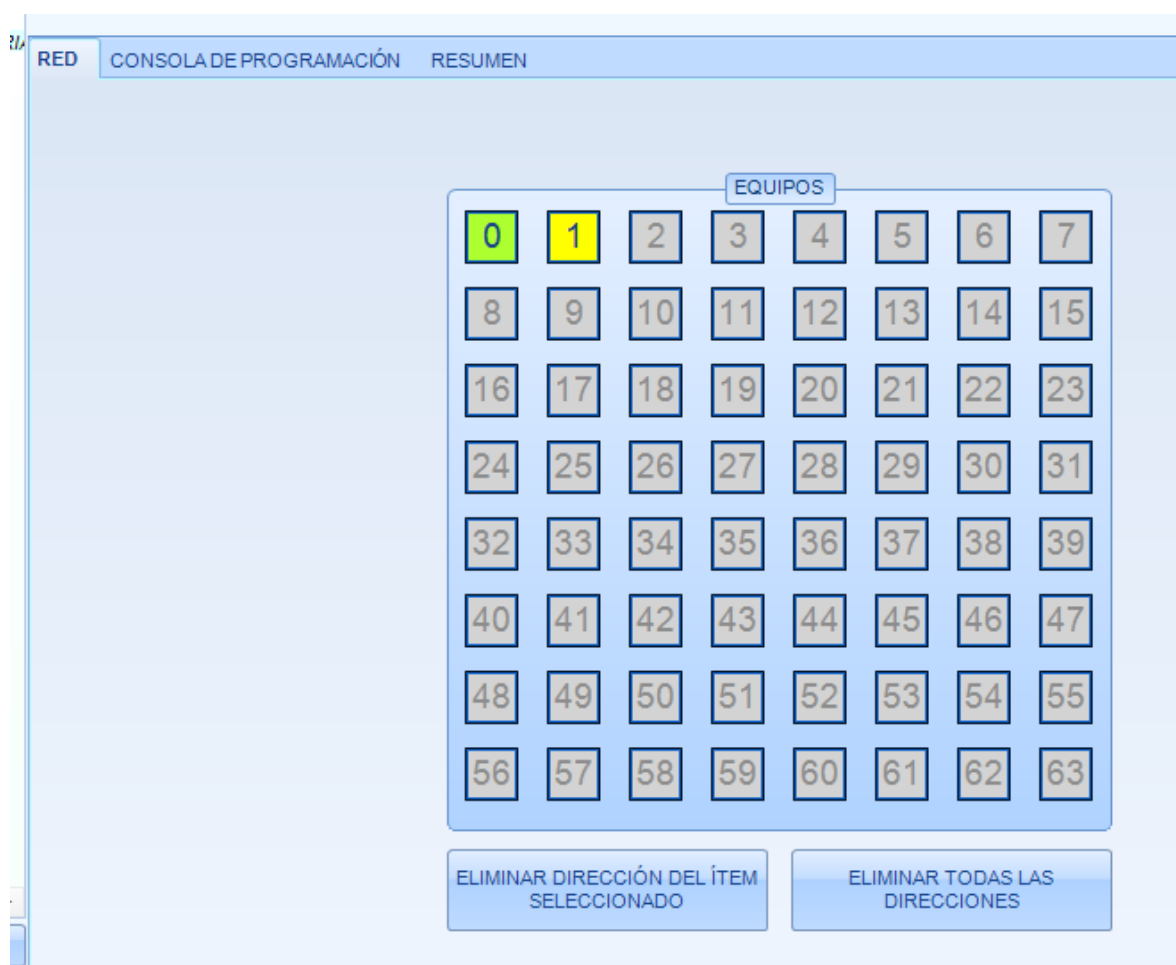 RED CONSOLA DE PROGRAMACIÓN RESUMEN
EQUIPOS
0 1 2 3 4 5 6 7
8 9 10 11 12 13 14 15
16 17 18 19 20 21 22 23
24 25 26 27 28 29 30 31
32 33 34 35 36 37 38 39
40 41 42 43 44 45 46 47
48 49 50 51 52 53 54 55
56 57 58 59 60 61 62 63
ELIMINAR DIRECCIÓN DEL ÍTEM
SELECCIONADO
ELIMINAR TODAS LAS
DIRECCIONES